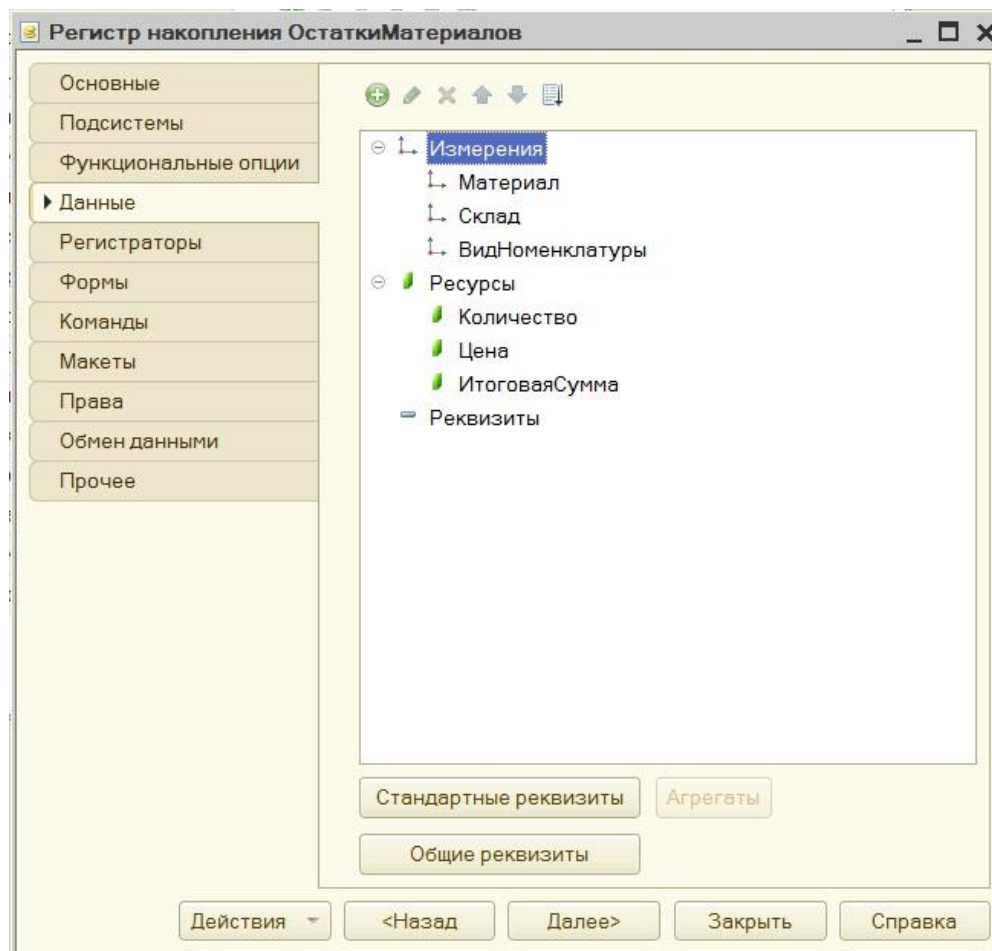 Регистр накопления ОстаткиМатериалов
Основные
Подсистемы
Функциональные опции
Данные
Регистраторы
Формы
Команды
Макеты
Права
Обмен данными
Прочее
Измерения
Материал
Склад
ВидНоменклатуры
Ресурсы
Количество
Цена
ИтоговаяСумма
Реквизиты
Стандартные реквизиты Агрегаты
Общие реквизиты
Действия <Назад Далее> Закрыть Справка